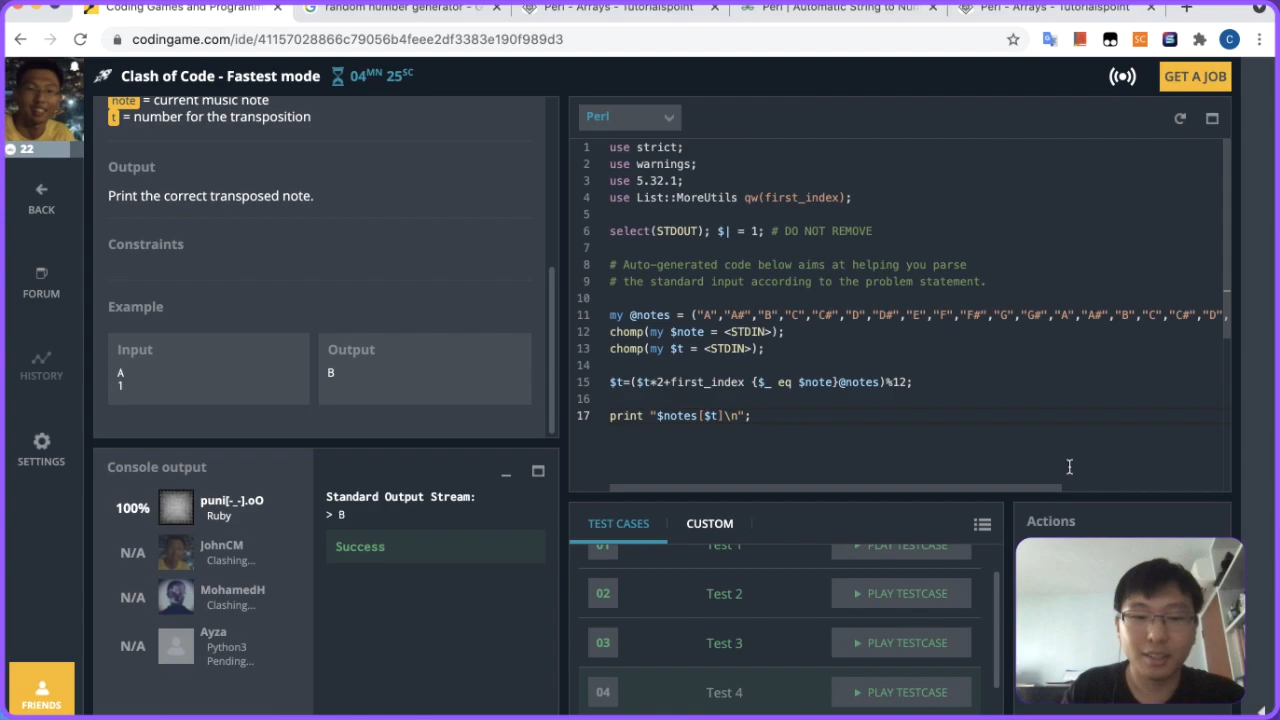 Coding Games and Programm
random number generator - G
Perl - Arrays - Tutorialspoint
Perl | Automatic String to Num
Perl - Arrays - Tutorialspoint
codingame.com/ide/41157028866c79056b4feee2df3383e190f989d3
SC
C
22
Clash of Code - Fastest mode
04MN 25SC
GET A JOB
BACK
FORUM
HISTORY
SETTINGS
FRIENDS
note = current music note
t = number for the transposition
Output
Print the correct transposed note.
Constraints
Example
Input
A
1
Output
B
Console output
100% puni[-_-].oO
Ruby
N/A JohnCM
Clashing...
N/A MohamedH
Clashing...
N/A Ayza
Python3
Pending...
Standard Output Stream:
> B
Success
Perl
1 use strict;
2 use warnings;
3 use 5.32.1;
4 use List::MoreUtils qw(first_index);
5
6 select(STDOUT); $| = 1; # DO NOT REMOVE
7
8 # Auto-generated code below aims at helping you parse
9 # the standard input according to the problem statement.
10
11 my @notes = ("A","A#","B","C","C#","D","D#","E","F","F#","G","G#","A","A#","B","C","C#","D",
12 chomp(my $note = <STDIN>);
13 chomp(my $t = <STDIN>);
14
15 $t=($t*2+first_index {$_ eq $note}@notes)%12;
16
17 print "$notes[$t]\n";
TEST CASES
CUSTOM
01 Test 1 PLAY TESTCASE
02 Test 2 PLAY TESTCASE
03 Test 3 PLAY TESTCASE
04 Test 4 PLAY TESTCASE
Actions